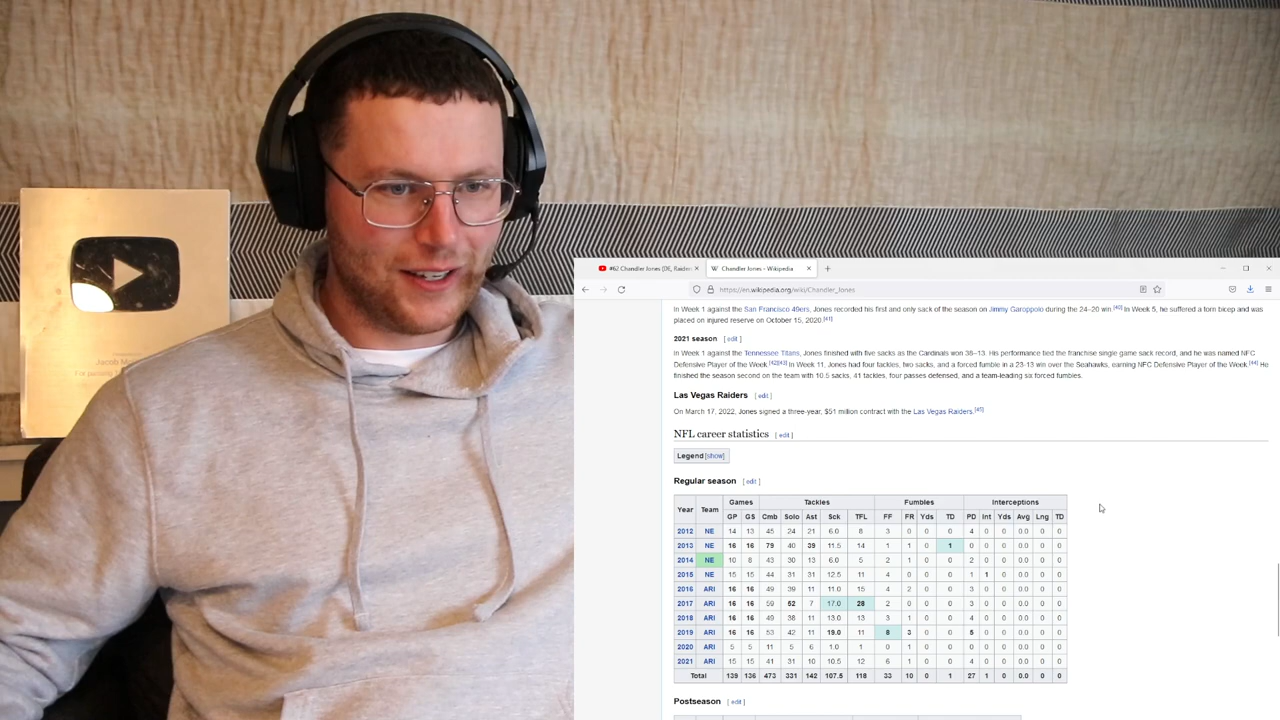 #62 Chandler Jones (DE, Raider
Chandler Jones - Wikipedia
https://en.wikipedia.org/wiki/Chandler_Jones
In Week 1 against the San Francisco 49ers, Jones recorded his first and only sack of the season on Jimmy Garoppolo during the 24–20 win.[40] In Week 5, he suffered a torn bicep and was
placed on injured reserve on October 15, 2020.[41]
2021 season [ edit ]
In Week 1 against the Tennessee Titans, Jones finished with five sacks as the Cardinals won 38–13. His performance tied the franchise single game sack record, and he was named NFC
Defensive Player of the Week.[42][43] In Week 11, Jones had four tackles, two sacks, and a forced fumble in a 23-13 win over the Seahawks, earning NFC Defensive Player of the Week.[44] He
finished the season second on the team with 10.5 sacks, 41 tackles, four passes defensed, and a team-leading six forced fumbles.
Las Vegas Raiders [ edit ]
On March 17, 2022, Jones signed a three-year, $51 million contract with the Las Vegas Raiders.[45]
NFL career statistics [ edit ]
Legend [show]
Regular season [ edit ]
Year Team Games Tackles Fumbles Interceptions
GP GS Cmb Solo Ast Sck TFL FF FR Yds TD PD Int Yds Avg Lng TD
2012 NE 14 13 45 24 21 6.0 8 3 0 0 0 4 0 0 0.0 0 0
2013 NE 16 16 79 40 39 11.5 14 1 1 0 1 0 0 0 0.0 0 0
2014 NE 10 8 43 30 13 6.0 5 2 1 0 0 2 0 0 0.0 0 0
2015 NE 15 15 44 31 31 12.5 11 4 0 0 0 1 1 0 0.0 0 0
2016 ARI 16 16 49 39 11 11.0 15 4 2 0 0 3 0 0 0.0 0 0
2017 ARI 16 16 59 52 7 17.0 28 2 0 0 0 3 0 0 0.0 0 0
2018 ARI 16 16 49 38 11 13.0 13 3 1 0 0 4 0 0 0.0 0 0
2019 ARI 16 16 53 42 11 19.0 11 8 3 0 0 5 0 0 0.0 0 0
2020 ARI 5 5 11 5 6 1.0 1 0 1 0 0 0 0 0 0.0 0 0
2021 ARI 15 15 41 31 10 10.5 12 6 1 0 0 4 0 0 0.0 0 0
Total 139 136 473 331 142 107.5 118 33 10 0 1 27 1 0 0.0 0 0
Postseason [ edit ]